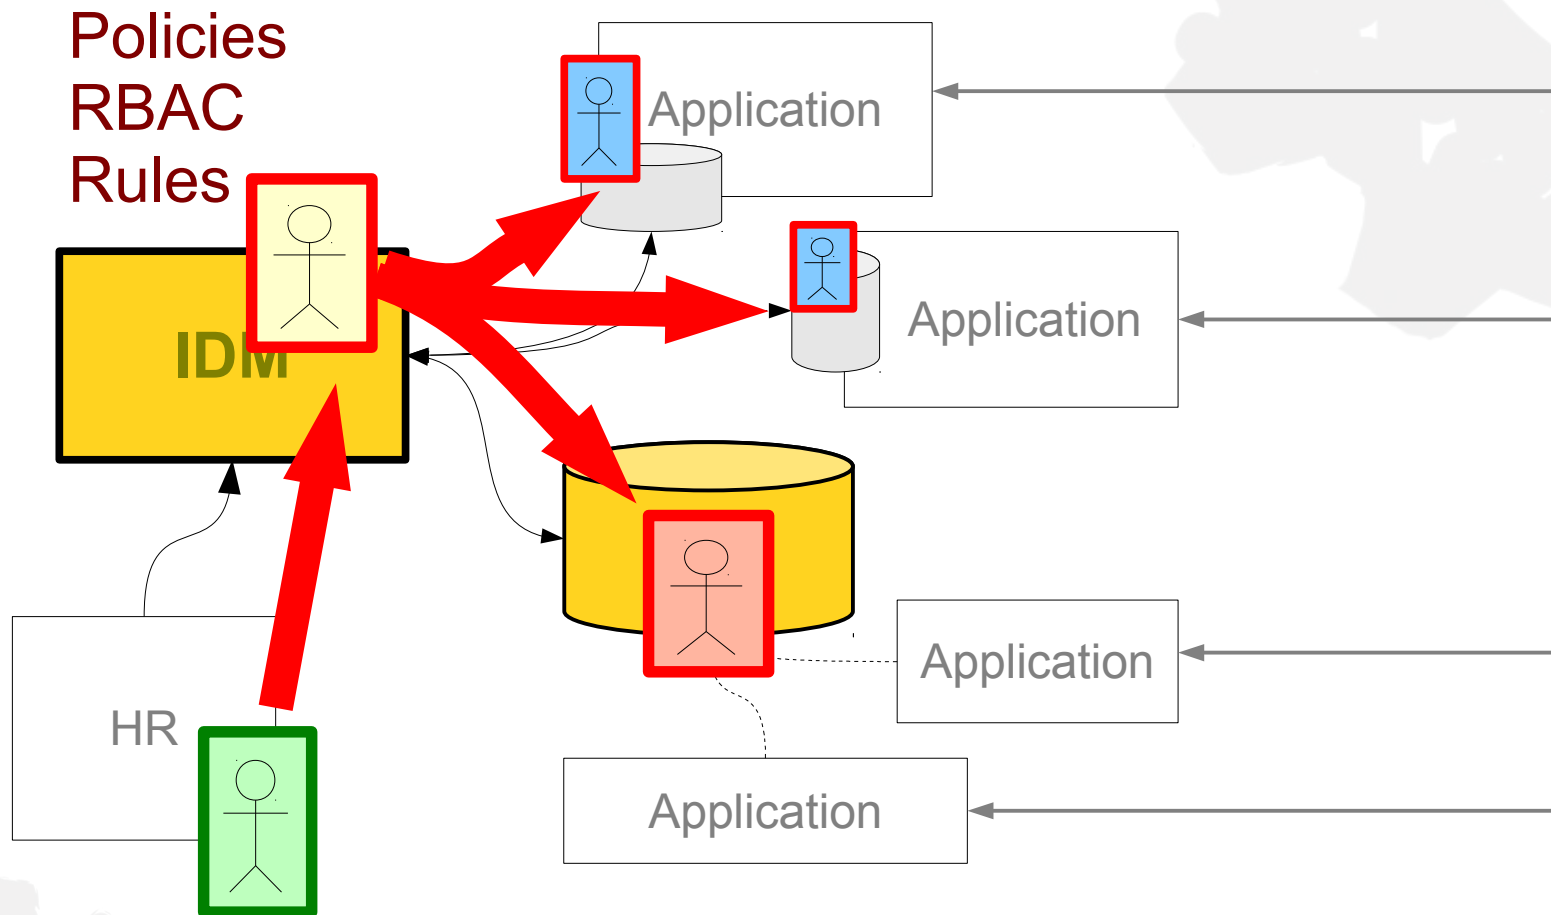 Policies
RBAC
Rules
Application
Application
IDM
Application
HR
Application